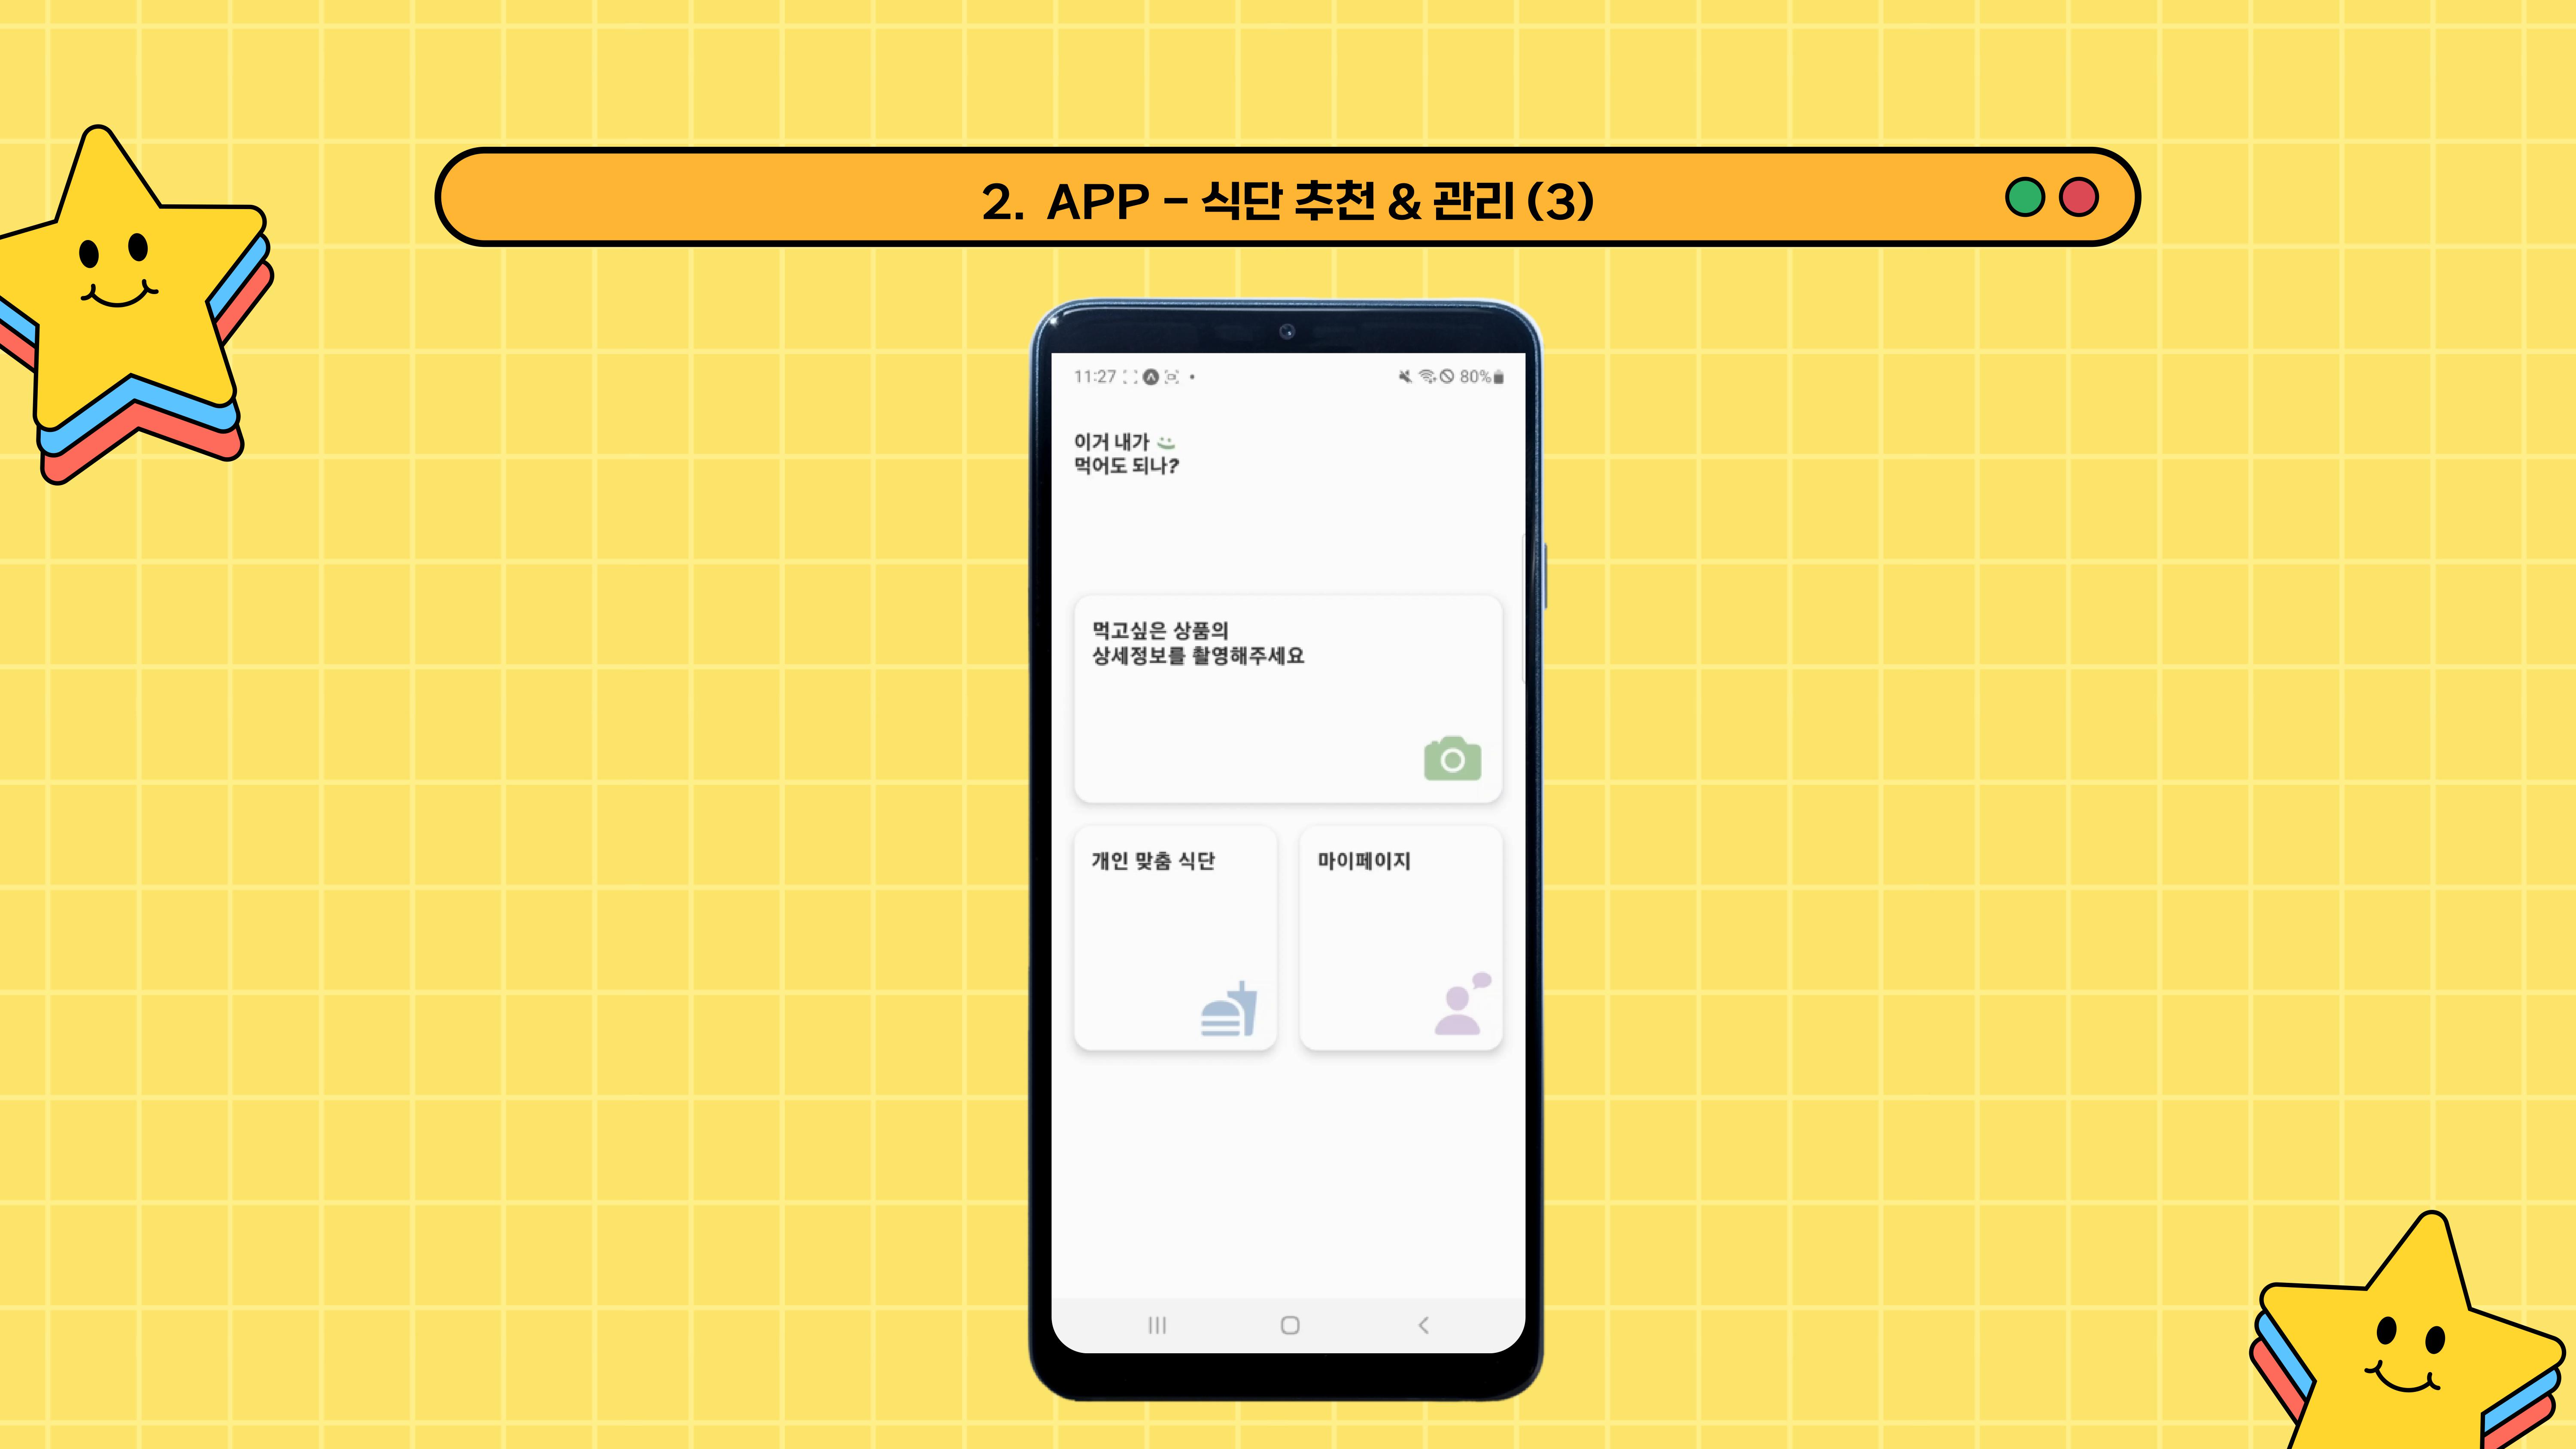 2. APP - 식단 추천 & 관리 (3)
11:27
80%
이거 내가
먹어도 되나?
먹고싶은 상품의
상세정보를 촬영해주세요
개인 맞춤 식단
마이페이지